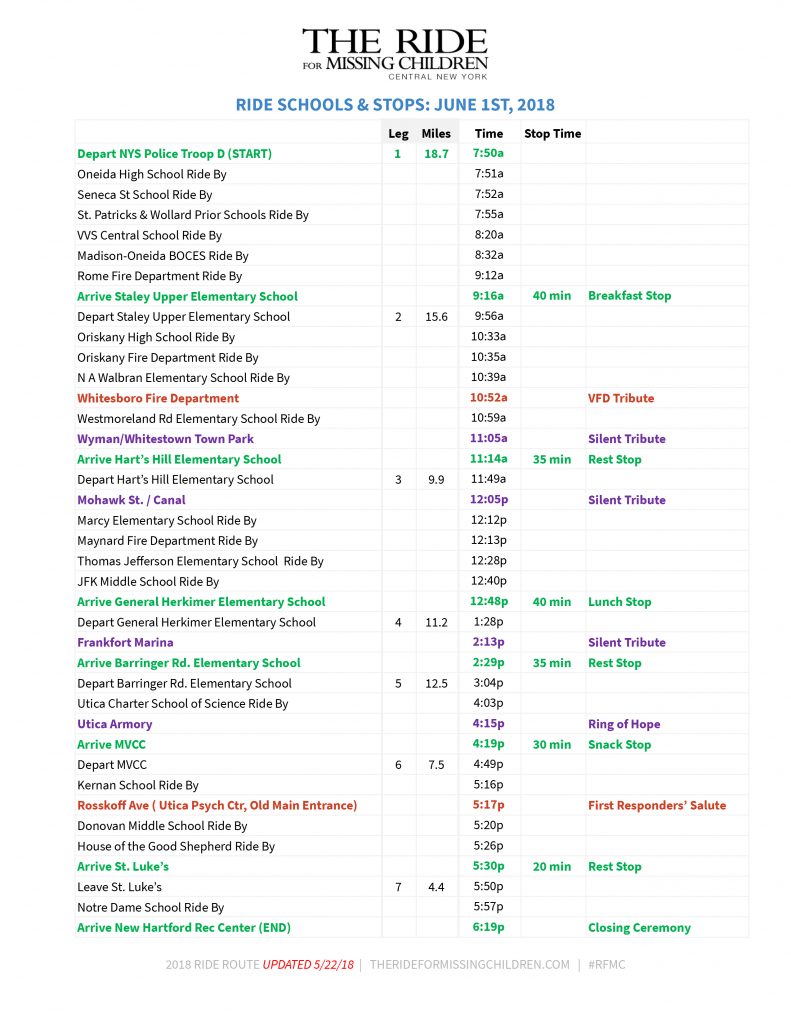 THE RIDE
FOR MISSING CHILDREN
CENTRAL NEW YORK
RIDE SCHOOLS & STOPS: JUNE 1ST, 2018
Leg Miles Time Stop Time
Depart NYS Police Troop D (START) 1 18.7 7:50a
Oneida High School Ride By 7:51a
Seneca St School Ride By 7:52a
St. Patricks & Wollard Prior Schools Ride By 7:55a
VVS Central School Ride By 8:20a
Madison-Oneida BOCES Ride By 8:32a
Rome Fire Department Ride By 9:12a
Arrive Staley Upper Elementary School 9:16a 40 min Breakfast Stop
Depart Staley Upper Elementary School 2 15.6 9:56a
Oriskany High School Ride By 10:33a
Oriskany Fire Department Ride By 10:35a
N A Walbran Elementary School Ride By 10:39a
Whitesboro Fire Department 10:52a VFD Tribute
Westmoreland Rd Elementary School Ride By 10:59a
Wyman/Whitestown Town Park 11:05a Silent Tribute
Arrive Hart's Hill Elementary School 11:14a 35 min Rest Stop
Depart Hart's Hill Elementary School 3 9.9 11:49a
Mohawk St. / Canal 12:05p Silent Tribute
Marcy Elementary School Ride By 12:12p
Maynard Fire Department Ride By 12:13p
Thomas Jefferson Elementary School Ride By 12:28p
JFK Middle School Ride By 12:40p
Arrive General Herkimer Elementary School 12:48p 40 min Lunch Stop
Depart General Herkimer Elementary School 4 11.2 1:28p
Frankfort Marina 2:13p Silent Tribute
Arrive Barringer Rd. Elementary School 2:29p 35 min Rest Stop
Depart Barringer Rd. Elementary School 5 12.5 3:04p
Utica Charter School of Science Ride By 4:03p
Utica Armory 4:15p Ring of Hope
Arrive MVCC 4:19p 30 min Snack Stop
Depart MVCC 6 7.5 4:49p
Kernan School Ride By 5:16p
Rosskoff Ave ( Utica Psych Ctr, Old Main Entrance) 5:17p First Responders' Salute
Donovan Middle School Ride By 5:20p
House of the Good Shepherd Ride By 5:26p
Arrive St. Luke's 5:30p 20 min Rest Stop
Leave St. Luke's 7 4.4 5:50p
Notre Dame School Ride By 5:57p
Arrive New Hartford Rec Center (END) 6:19p Closing Ceremony
2018 RIDE ROUTE UPDATED 5/22/18 | THERIDEFORMISSINGCHILDREN.COM | #RFMC